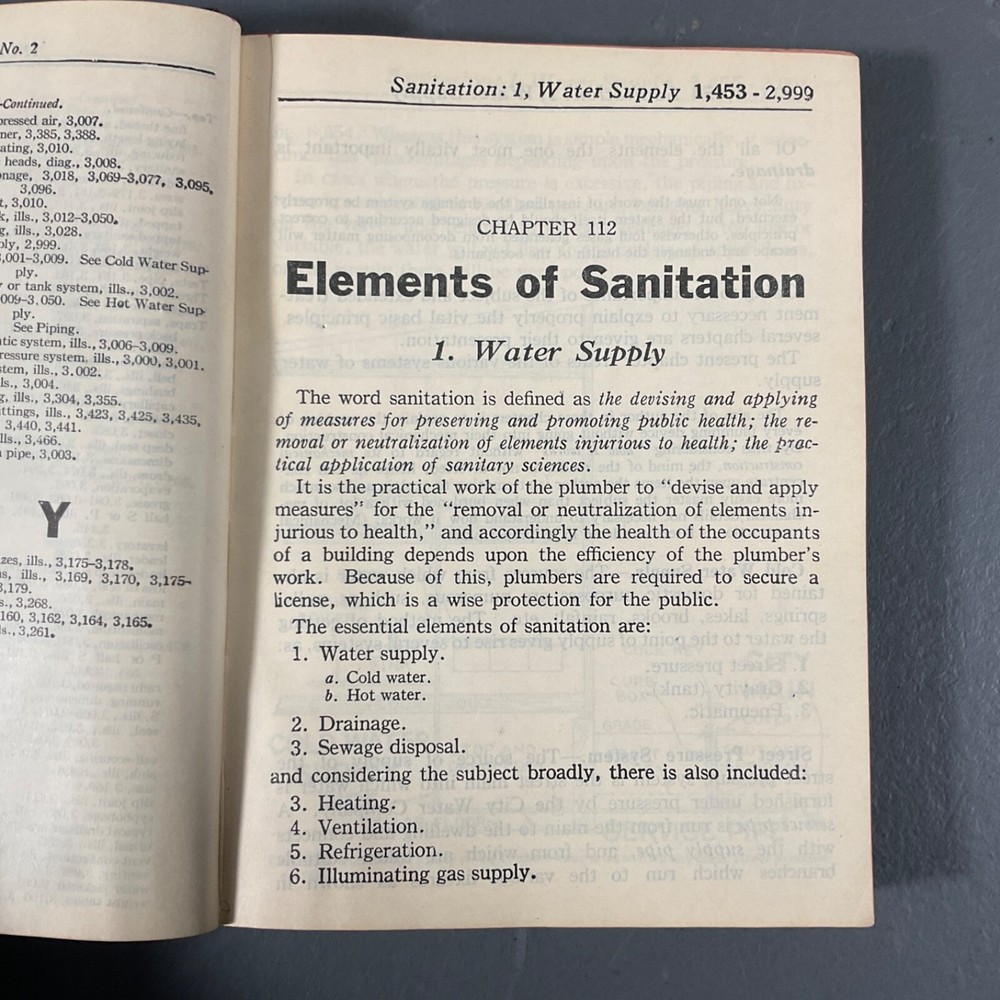 No. 2
-Continued.
pressed air, 3,007.
ner, 3,385, 3,388.
ating, 3,010.
heads, diag., 3,008.
onage, 3,018, 3,069-3,077, 3,095,
3,096.
t, 3,010.
k, ills., 3,012-3,050.
g, ills., 3,028.
ply, 2,999.
3,001-3,009. See Cold Water Sup-
ply.
or tank system, ills., 3,002.
009-3,050. See Hot Water Sup-
ply.
See Piping.
tic system, ills., 3,006-3,009.
ressure system, ills., 3,000, 3,001.
stem, ills., 3.002.
ls., 3,004.
g, ills., 3,304, 3,355.
ittings, ills., 3,423, 3,425, 3,435,
3,440, 3,441.
lls., 3,466.
pipe, 3,003.
Y
zes, ills., 3,175-3,178.
s, ills., 3,169, 3,170, 3,175-
3,179.
s., 3,268.
160, 3,162, 3,164, 3,165.
ls., 3,261.
Sanitation: 1, Water Supply 1,453 - 2,999
CHAPTER 112
Elements of Sanitation
1. Water Supply
The word sanitation is defined as the devising and applying
of measures for preserving and promoting public health; the re-
moval or neutralization of elements injurious to health; the prac-
tical application of sanitary sciences.
It is the practical work of the plumber to "devise and apply
measures" for the "removal or neutralization of elements in-
jurious to health," and accordingly the health of the occupants
of a building depends upon the efficiency of the plumber's
work. Because of this, plumbers are required to secure a
license, which is a wise protection for the public.
The essential elements of sanitation are:
1. Water supply.
a. Cold water.
b. Hot water.
2. Drainage.
3. Sewage disposal.
and considering the subject broadly, there is also included:
3. Heating.
4. Ventilation.
5. Refrigeration.
6. Illuminating gas supply.